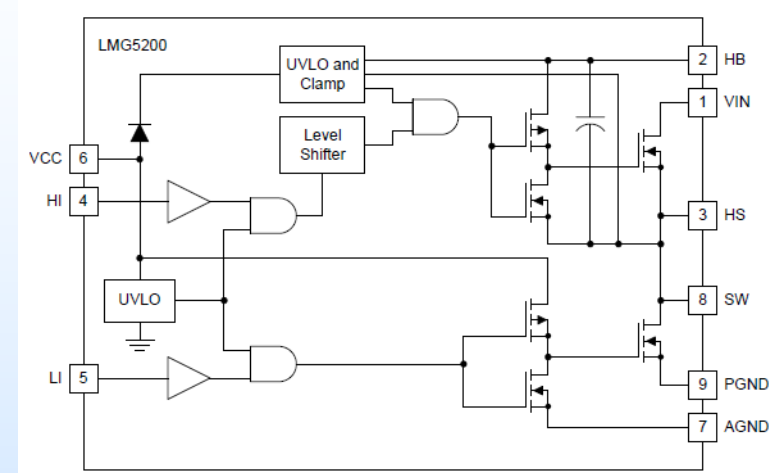 LMG5200
UVLO and
Clamp
2 HB
1 VIN
Level
Shifter
VCC 6
HI 4
3 HS
UVLO
8 SW
LI 5
9 PGND
7 AGND